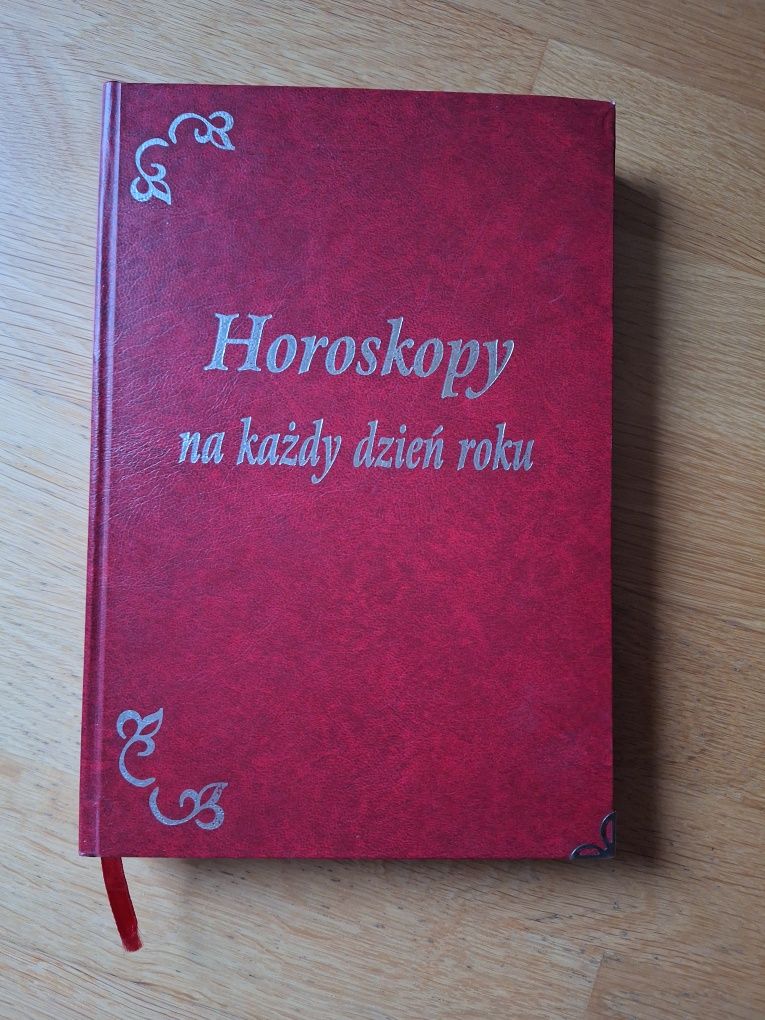 Horoskopy
na każdy dzień roku